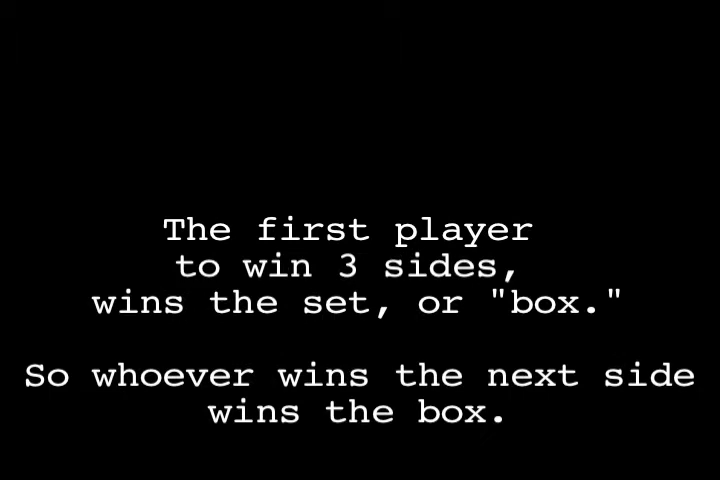 The first player
to win 3 sides,
wins the set, or "box."
So whoever wins the next side
wins the box.